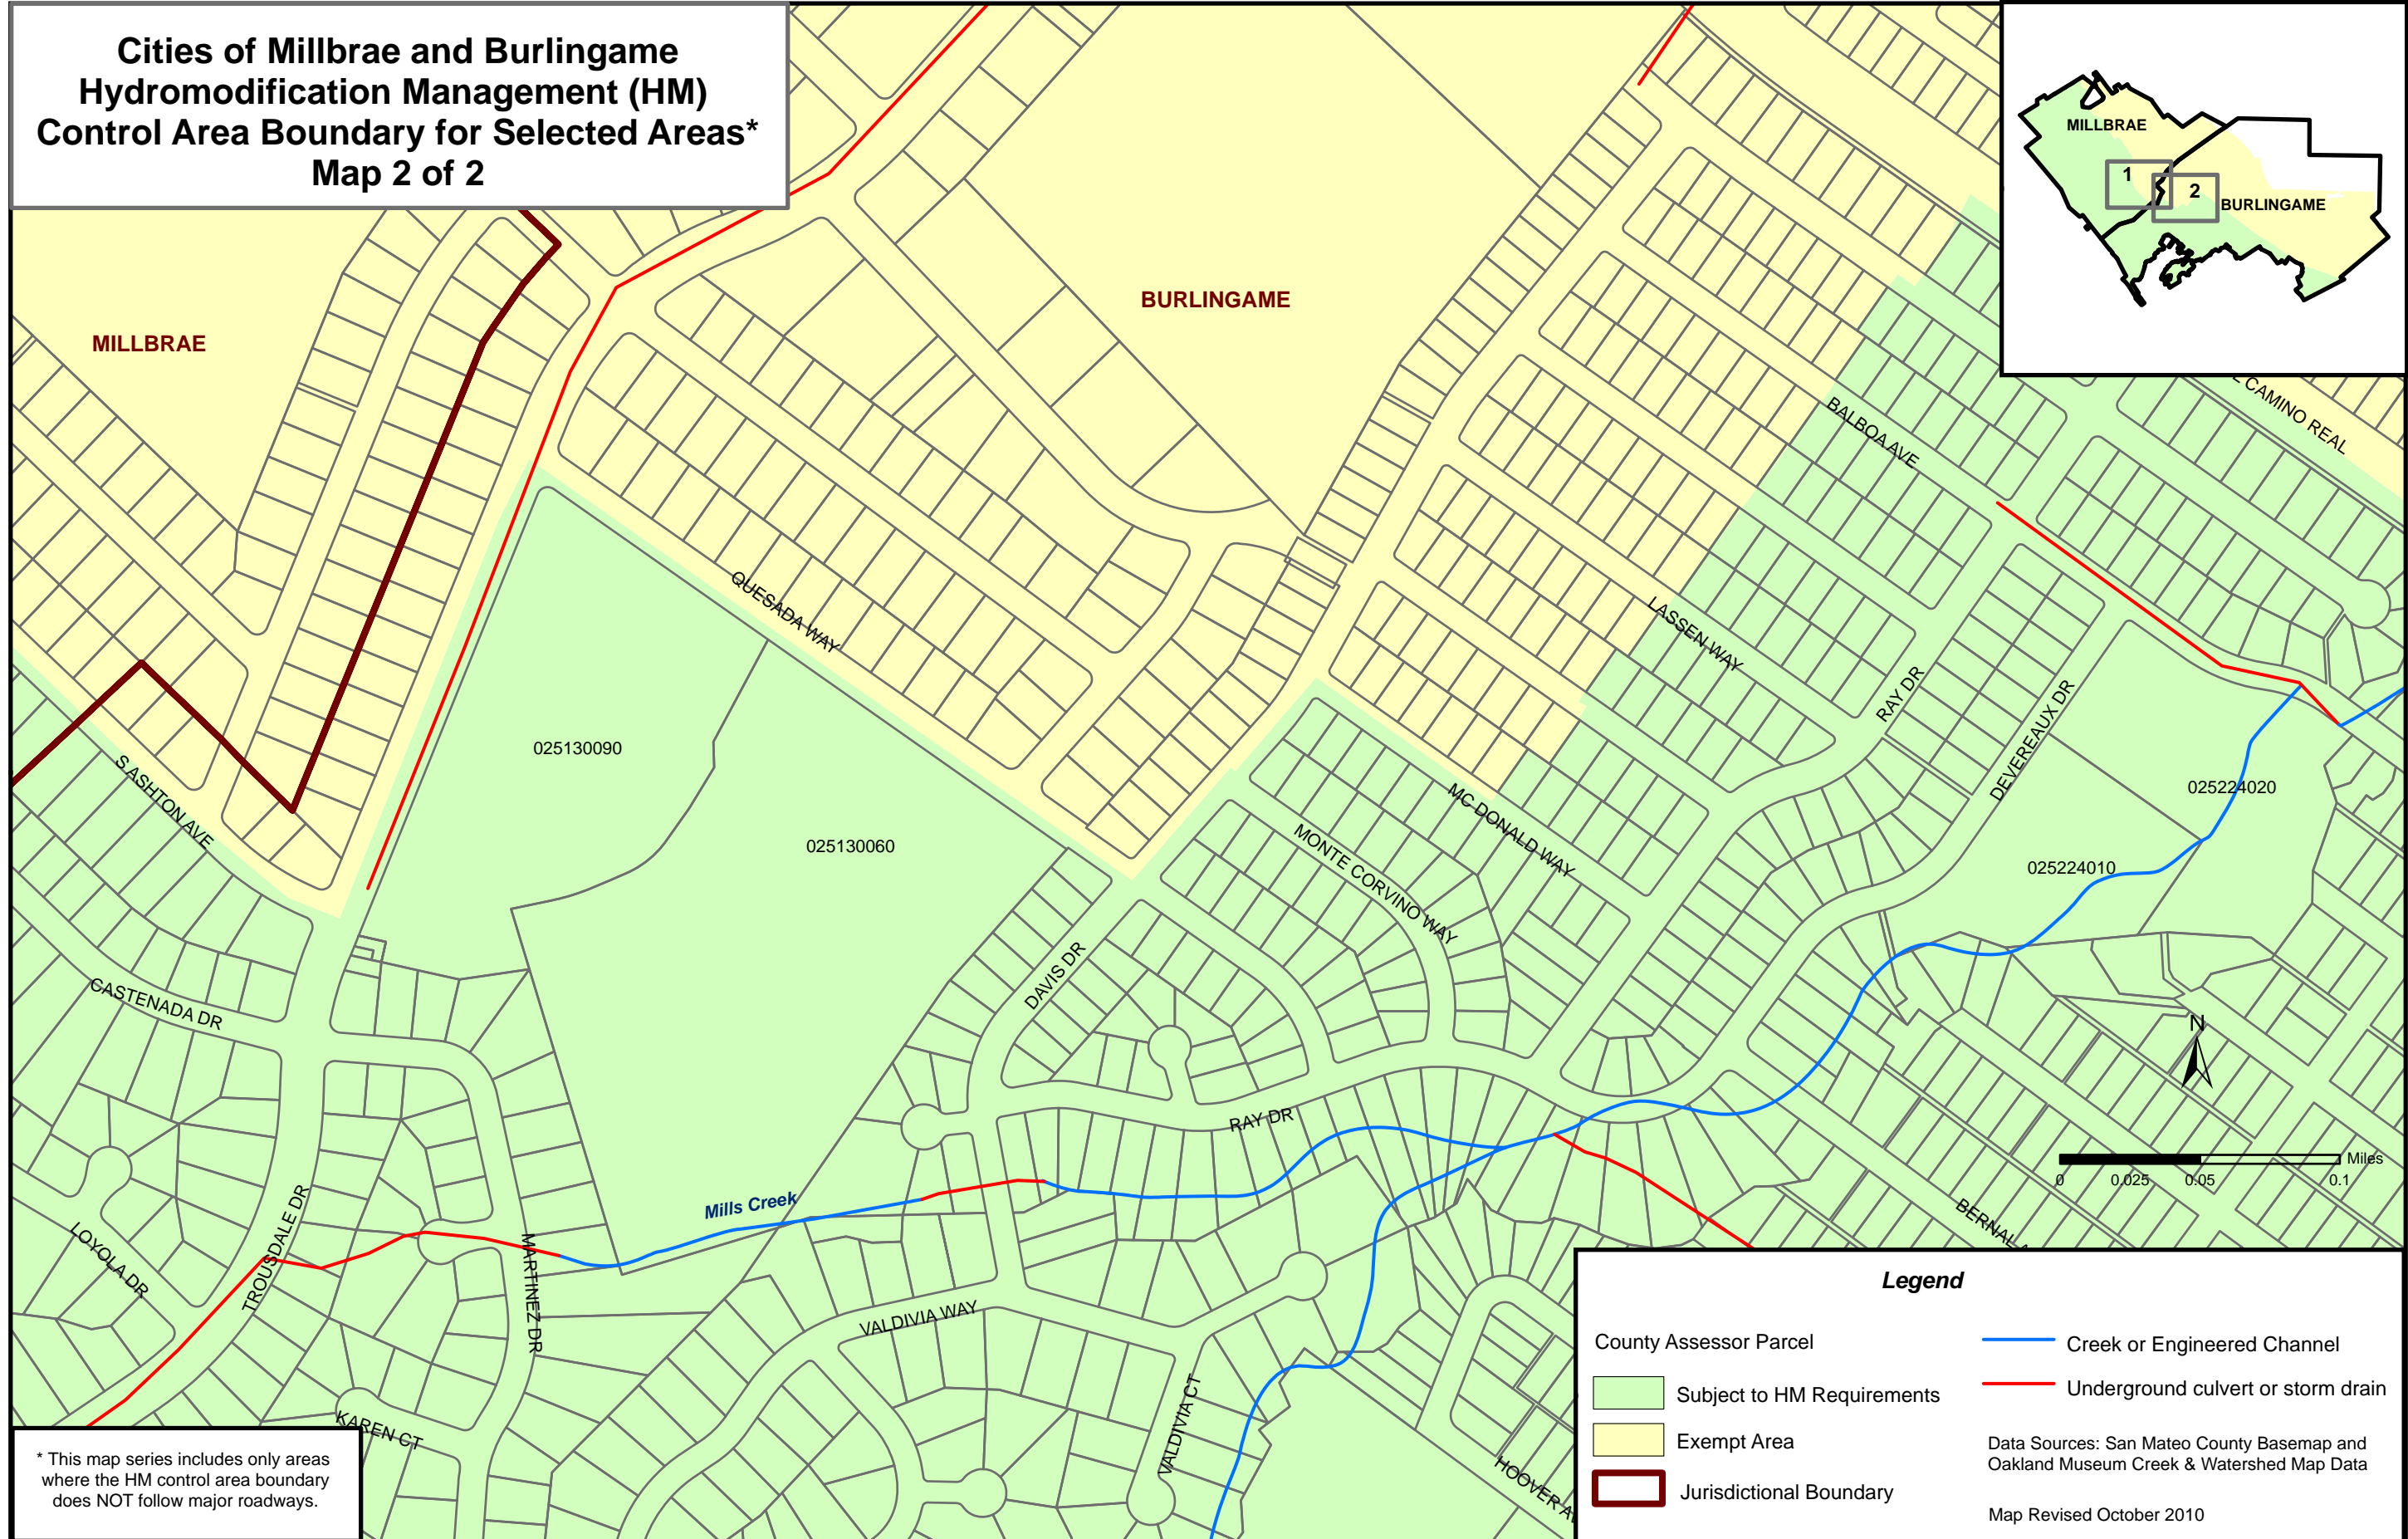 Cities of Millbrae and Burlingame
Hydromodification Management (HM)
Control Area Boundary for Selected Areas*
Map 2 of 2
MILLBRAE
1
2
BURLINGAME
MILLBRAE
BURLINGAME
CAMINO REAL
BALBOA AVE
QUESADA WAY
LASSEN WAY
RAY DR
DEVEREAUX DR
025130090
025130060
S ASHTON AVE
025224020
025224010
MC DONALD WAY
MONTE CORVINO WAY
DAVIS DR
CASTENADA DR
N
RAY DR
Miles
0 0.025 0.05 0.1
Mills Creek
BERNAL
LOYOLA DR
TROUSDALE DR
MARTINEZ DR
VALDIVIA WAY
VALDIVIA CT
KAREN CT
HOOVER A
Legend
County Assessor Parcel
Subject to HM Requirements
Exempt Area
Jurisdictional Boundary
Creek or Engineered Channel
Underground culvert or storm drain
Data Sources: San Mateo County Basemap and
Oakland Museum Creek & Watershed Map Data
Map Revised October 2010
* This map series includes only areas
where the HM control area boundary
does NOT follow major roadways.